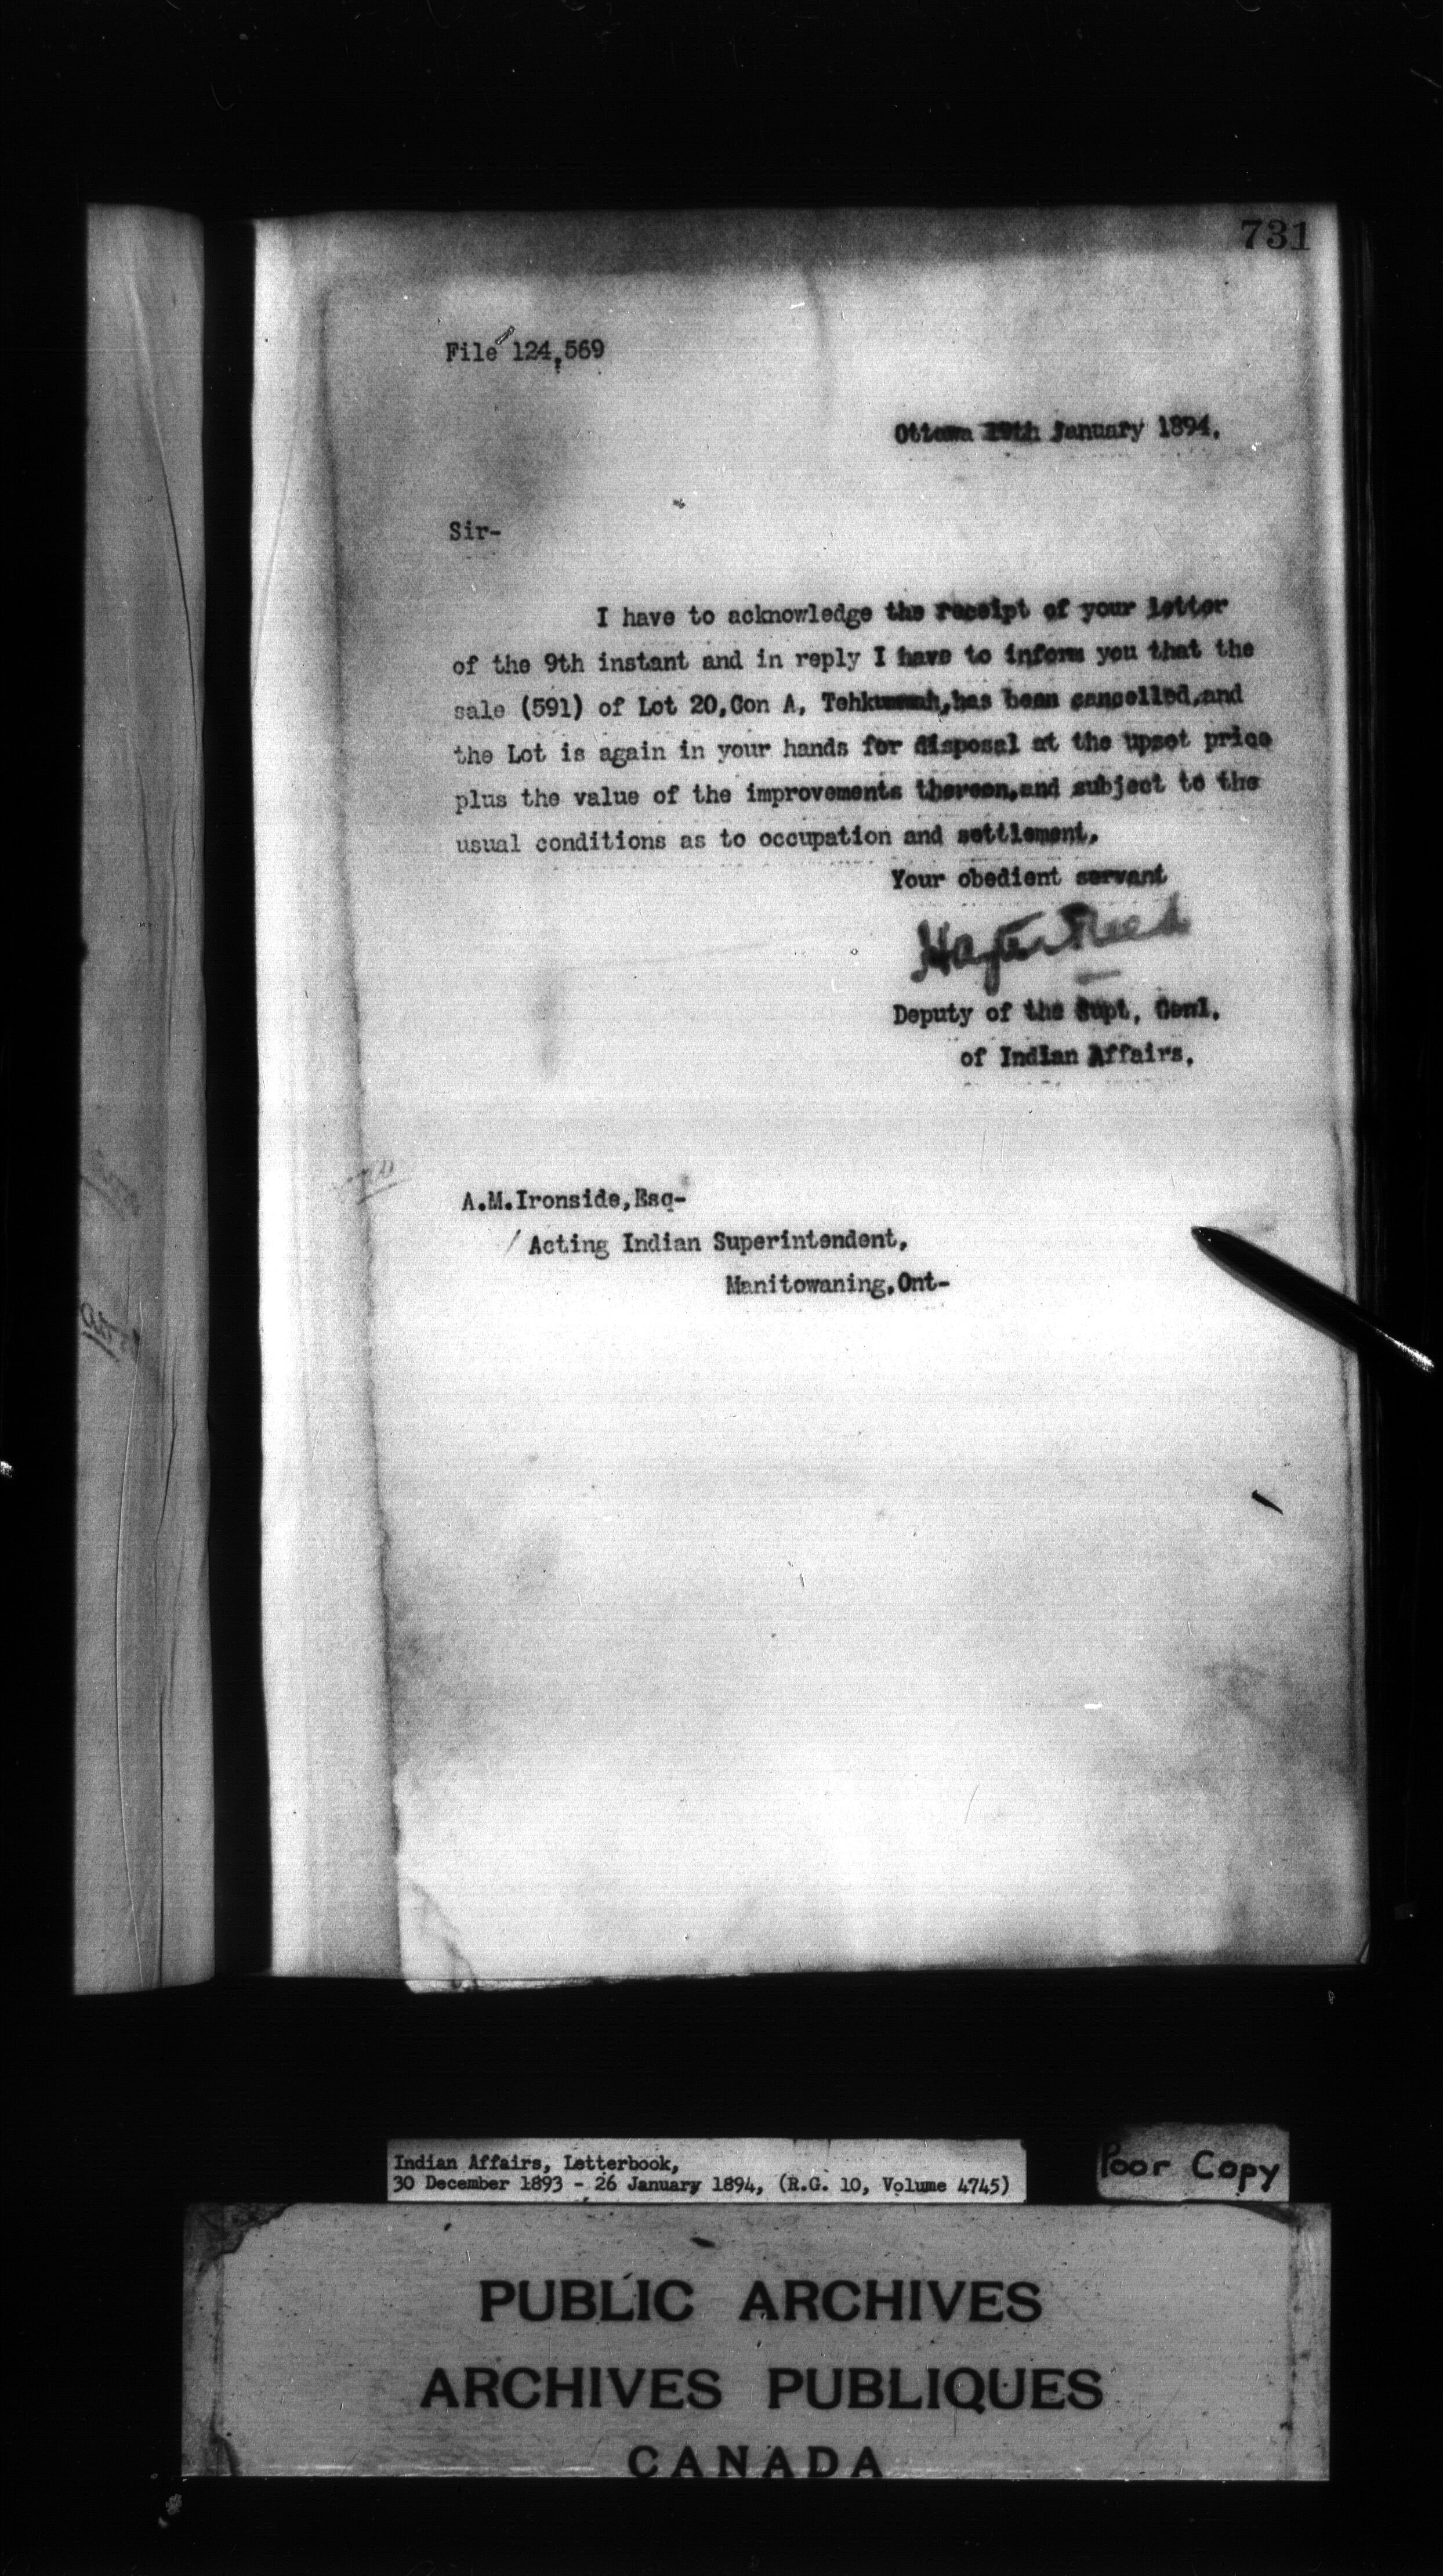 731
File 124,569
Ottawa 19th January 1894.
Sir-
I have to acknowledge the receipt of your letter
of the 9th instant and in reply I have to inform you that the
sale (591) of Lot 20,Con A, Tehkummah,has been cancelled,and
the Lot is again in your hands for disposal at the upset price
plus the value of the improvements thereon,and subject to the
usual conditions as to occupation and settlement.
Your obedient servant
Hayter Reed
Deputy of the Supt. Genl.
of Indian Affairs.
A.M.Ironside,Esq-
Acting Indian Superintendent,
Manitowaning,Ont-
Indian Affairs, Letterbook,
30 December 1893 - 26 January 1894, (R.G. 10, Volume 4745)
Poor Copy
PUBLIC ARCHIVES
ARCHIVES PUBLIQUES
CANADA